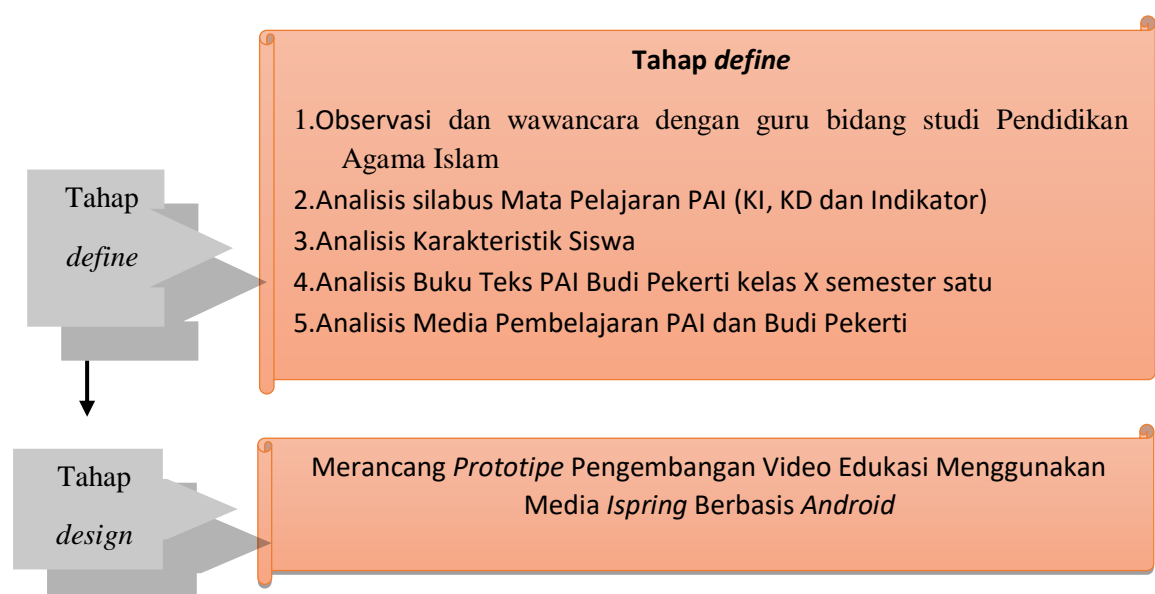 Tahap define
1.Observasi dan wawancara dengan guru bidang studi Pendidikan
Agama Islam
2.Analisis silabus Mata Pelajaran PAI (KI, KD dan Indikator)
3.Analisis Karakteristik Siswa
4.Analisis Buku Teks PAI Budi Pekerti kelas X semester satu
5.Analisis Media Pembelajaran PAI dan Budi Pekerti
Tahap
define
Merancang Prototipe Pengembangan Video Edukasi Menggunakan
Media Ispring Berbasis Android
Tahap
design